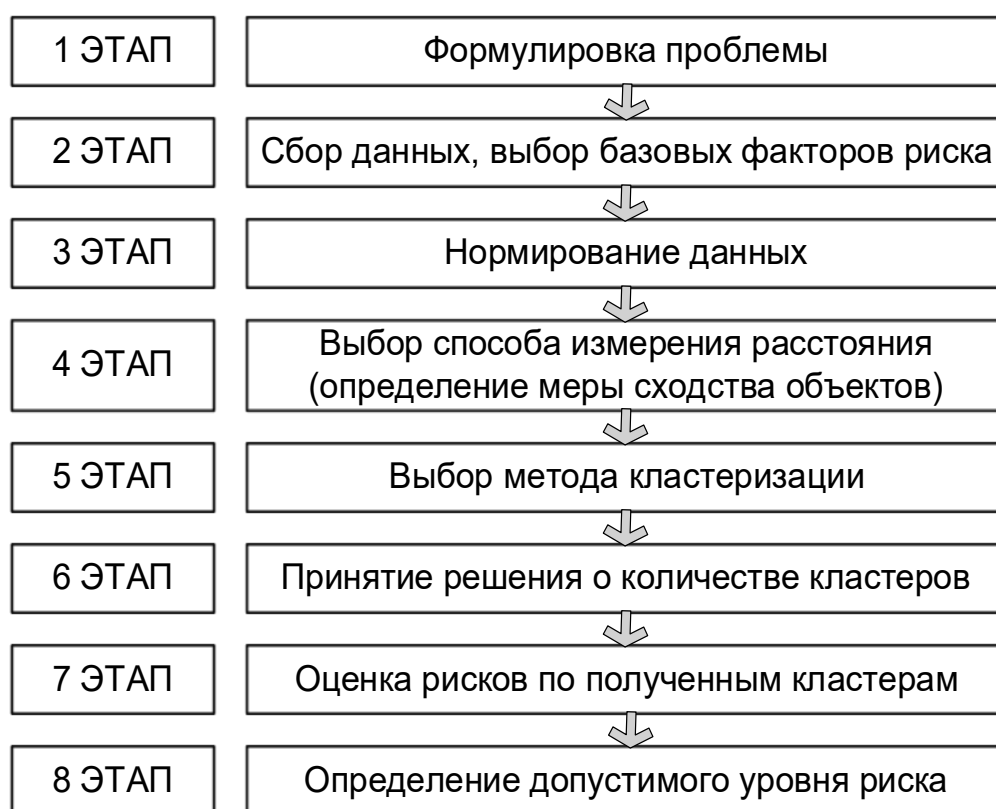 1 ЭТАП
Формулировка проблемы
2 ЭТАП
Сбор данных, выбор базовых факторов риска
3 ЭТАП
Нормирование данных
4 ЭТАП
Выбор способа измерения расстояния
(определение меры сходства объектов)
5 ЭТАП
Выбор метода кластеризации
6 ЭТАП
Принятие решения о количестве кластеров
7 ЭТАП
Оценка рисков по полученным кластерам
8 ЭТАП
Определение допустимого уровня риска